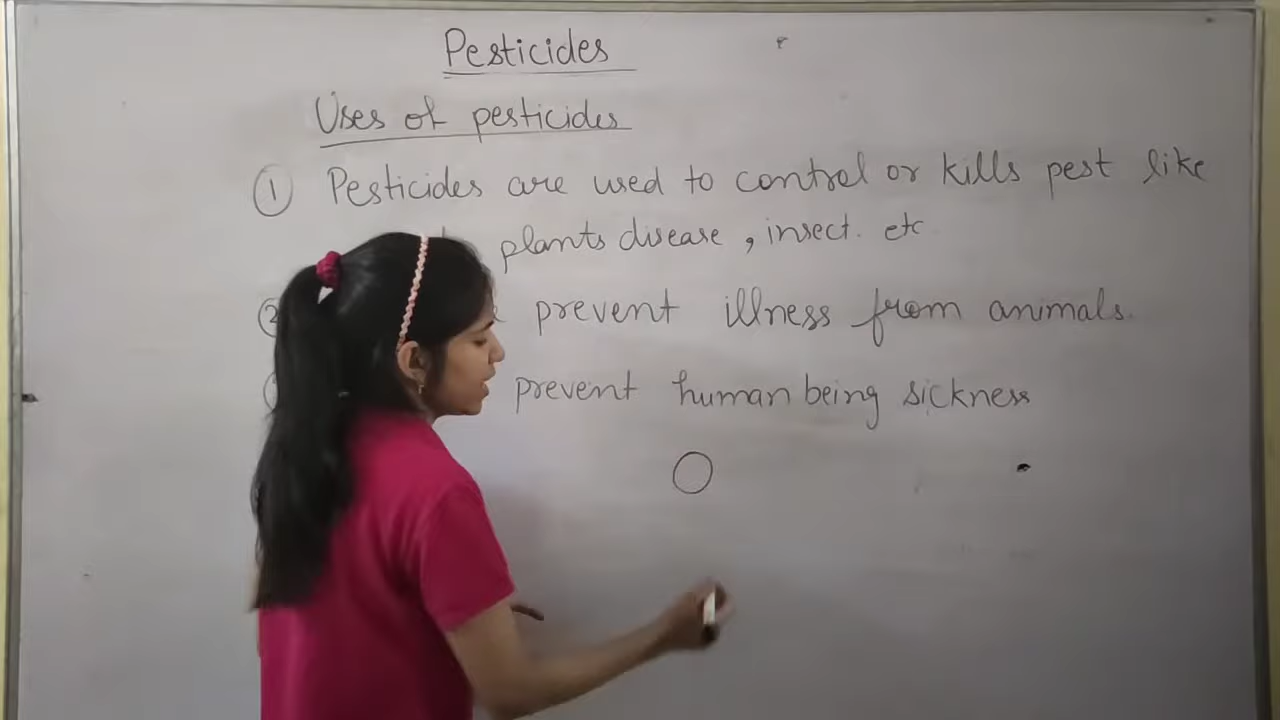 Pesticides
Uses of pesticides
① Pesticides are used to control or kills pest like
plants disease, insect. etc
② prevent illness from animals.
prevent human being sickness